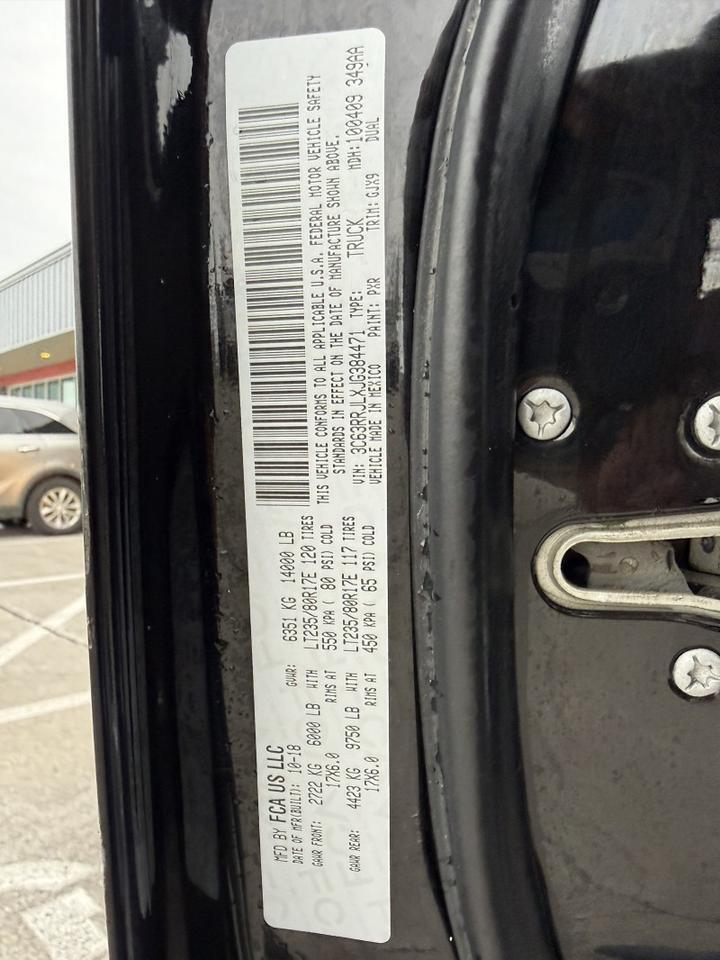 MFD BY FCA US LLC
DATE OF MFR(BUILT): 10-18
GVWR: 6351 KG 14000 LB
GAWR FRONT: 2722 KG 6000 LB WITH LT235/80R17E 120 TIRES
17X6.0 RIMS AT 550 KPA ( 80 PSI) COLD
GAWR REAR: 4423 KG 9750 LB WITH LT235/80R17E 117 TIRES
17X6.0 RIMS AT 450 KPA ( 65 PSI) COLD
THIS VEHICLE CONFORMS TO ALL APPLICABLE U.S.A. FEDERAL MOTOR VEHICLE SAFETY
STANDARDS IN EFFECT ON THE DATE OF MANUFACTURE SHOWN ABOVE.
VIN: 3C63RRJLXJG384471 TYPE: TRUCK MDH: 100409 349AA
VEHICLE MADE IN MEXICO PAINT: PXR TRIM: GJX9 DUAL